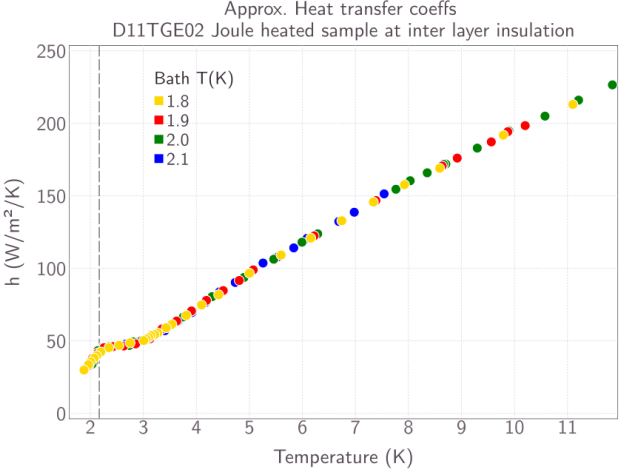 Approx. Heat transfer coeffs
D11TGE02 Joule heated sample at inter layer insulation
250
200
150
100
50
0
h (W/m²/K)
Bath T(K)
1.8
1.9
2.0
2.1
2 3 4 5 6 7 8 9 10 11
Temperature (K)